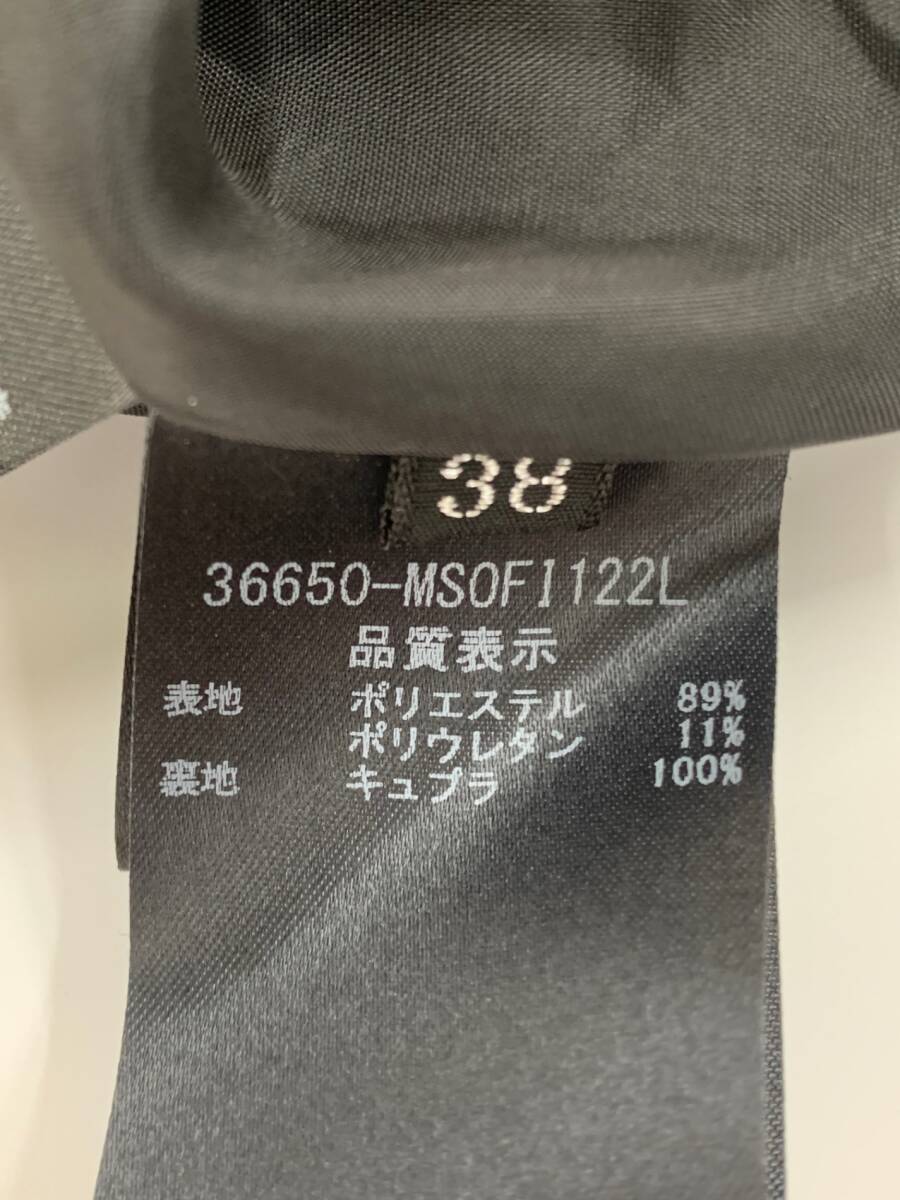 38
36650-MSOFI122L
品質表示
表地 ポリエステル 89%
ポリウレタン 11%
裏地 キュプラ 100%